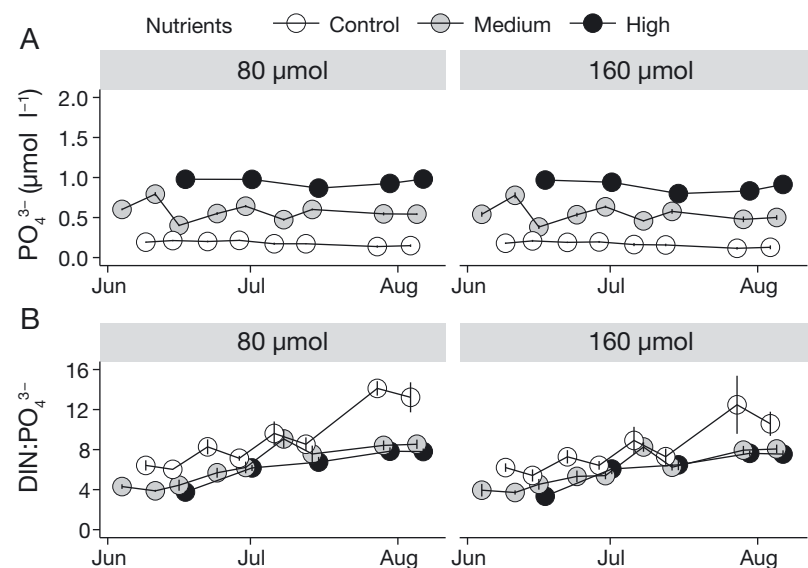 Nutrients Control Medium High
A
80 µmol 160 µmol
PO₄³⁻ (µmol l⁻¹)
2.0
1.5
1.0
0.5
0.0
Jun Jul Aug Jun Jul Aug
B
80 µmol 160 µmol
DIN:PO₄³⁻
16
12
8
4
0
Jun Jul Aug Jun Jul Aug